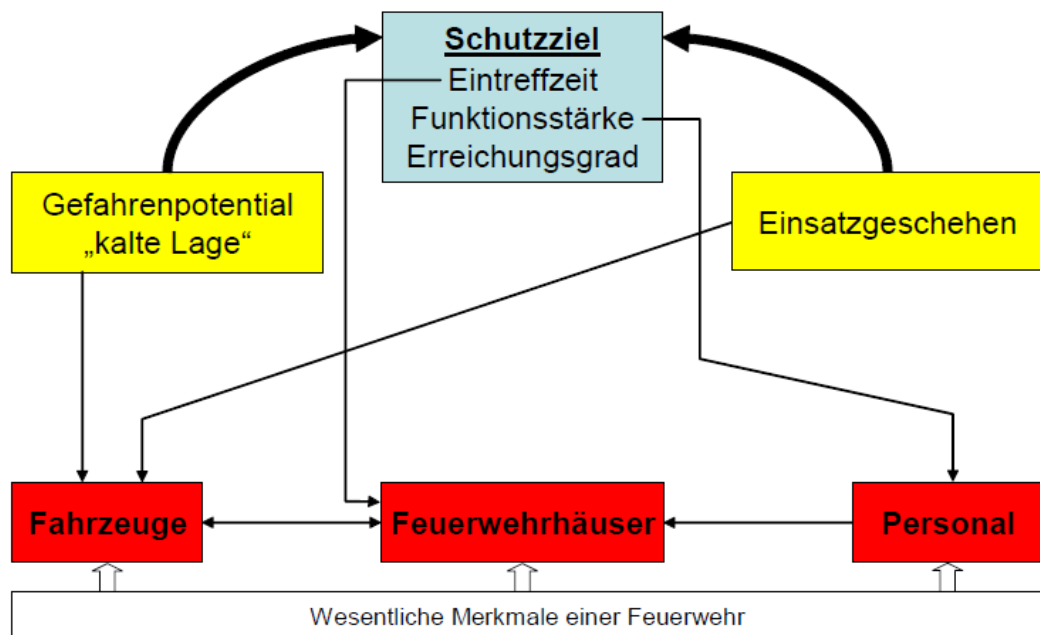 Schutzziel
Eintreffzeit
Funktionsstärke
Erreichungsgrad
Gefahrenpotential
„kalte Lage“
Einsatzgeschehen
Fahrzeuge
Feuerwehrhäuser
Personal
Wesentliche Merkmale einer Feuerwehr